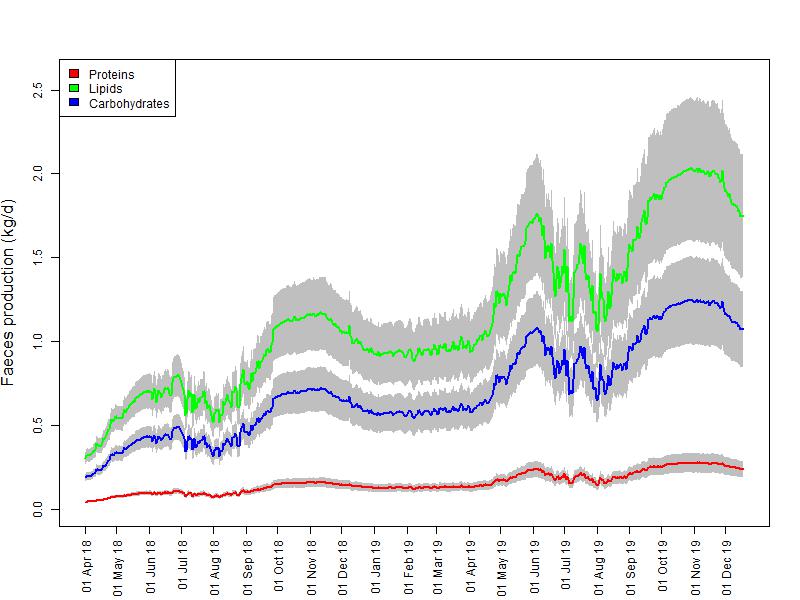 Proteins
Lipids
Carbohydrates
Faeces production (kg/d)
2.5
2.0
1.5
1.0
0.5
0.0
01 Apr 18
01 May 18
01 Jun 18
01 Jul 18
01 Aug 18
01 Sep 18
01 Oct 18
01 Nov 18
01 Dec 18
01 Jan 19
01 Feb 19
01 Mar 19
01 Apr 19
01 May 19
01 Jun 19
01 Jul 19
01 Aug 19
01 Sep 19
01 Oct 19
01 Nov 19
01 Dec 19